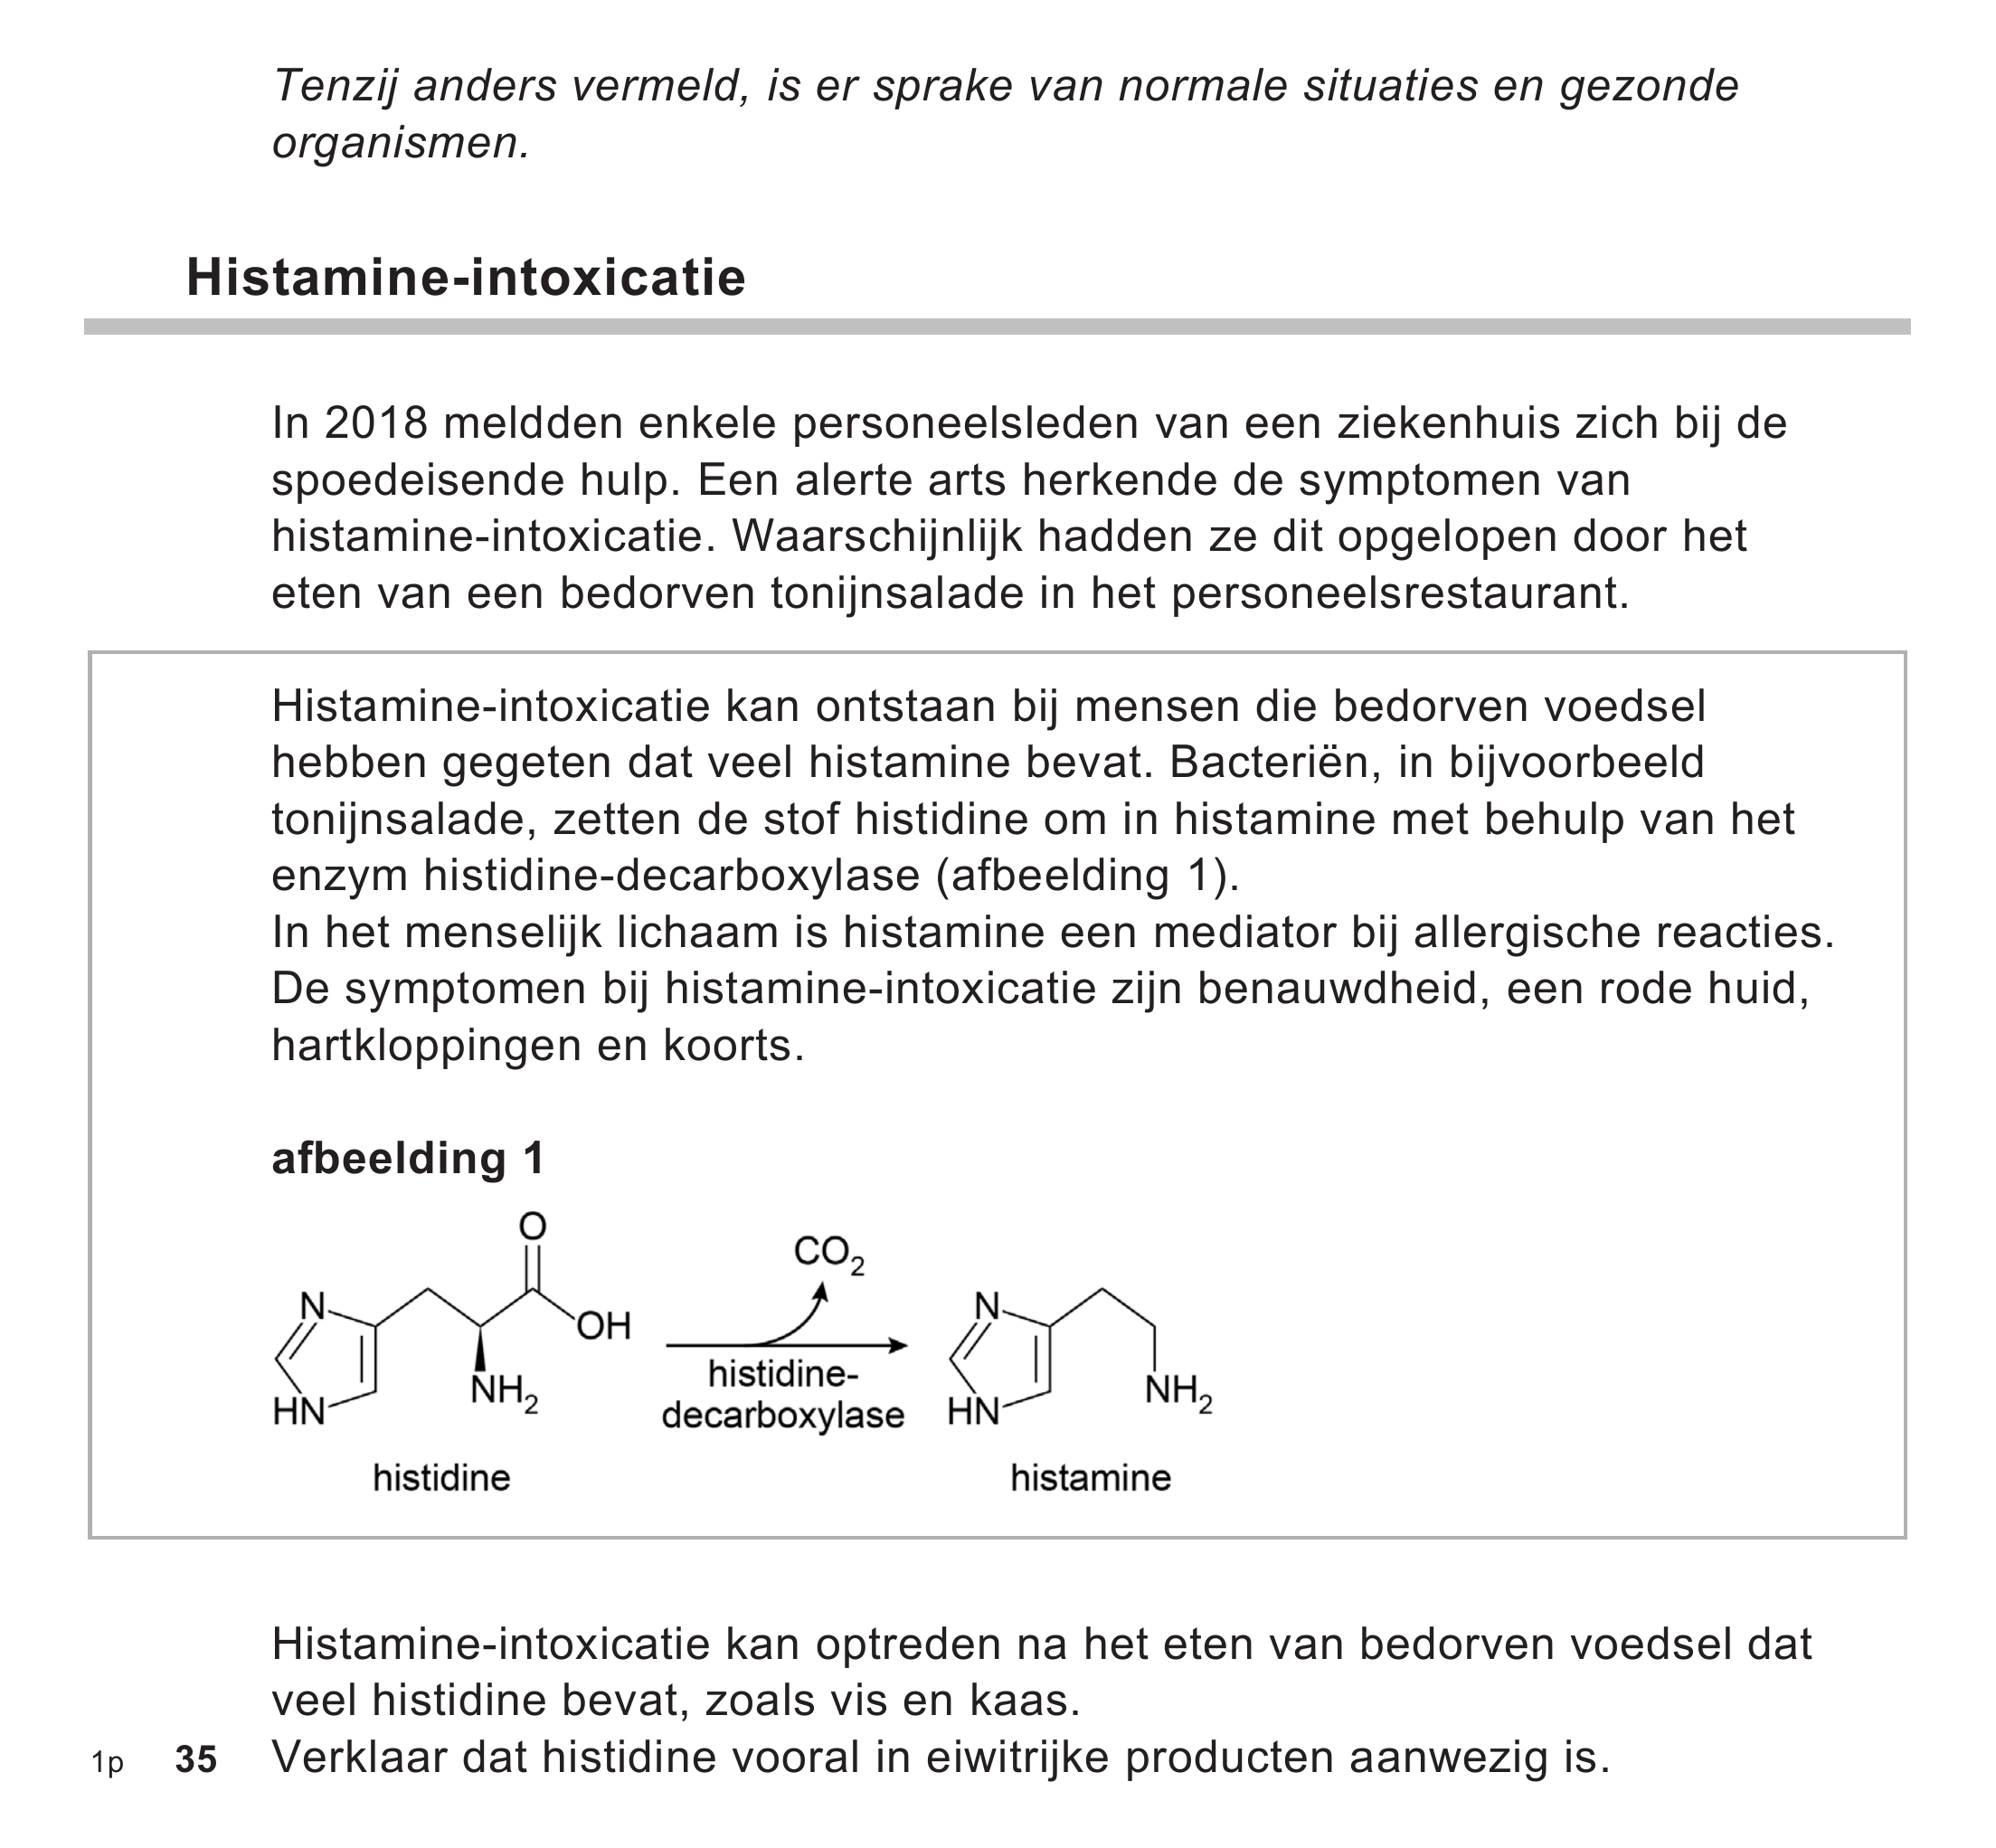 Tenzij anders vermeld, is er sprake van normale situaties en gezonde
organismen.
Histamine-intoxicatie
In 2018 meldden enkele personeelsleden van een ziekenhuis zich bij de
spoedeisende hulp. Een alerte arts herkende de symptomen van
histamine-intoxicatie. Waarschijnlijk hadden ze dit opgelopen door het
eten van een bedorven tonijnsalade in het personeelsrestaurant.
Histamine-intoxicatie kan ontstaan bij mensen die bedorven voedsel
hebben gegeten dat veel histamine bevat. Bacteriën, in bijvoorbeeld
tonijnsalade, zetten de stof histidine om in histamine met behulp van het
enzym histidine-decarboxylase (afbeelding 1).
In het menselijk lichaam is histamine een mediator bij allergische reacties.
De symptomen bij histamine-intoxicatie zijn benauwdheid, een rode huid,
hartkloppingen en koorts.
afbeelding 1
O
N
OH
NH2
HN
histidine
CO2
histidine-
decarboxylase
N
NH2
HN
histamine
Histamine-intoxicatie kan optreden na het eten van bedorven voedsel dat
veel histidine bevat, zoals vis en kaas.
1p 35 Verklaar dat histidine vooral in eiwitrijke producten aanwezig is.